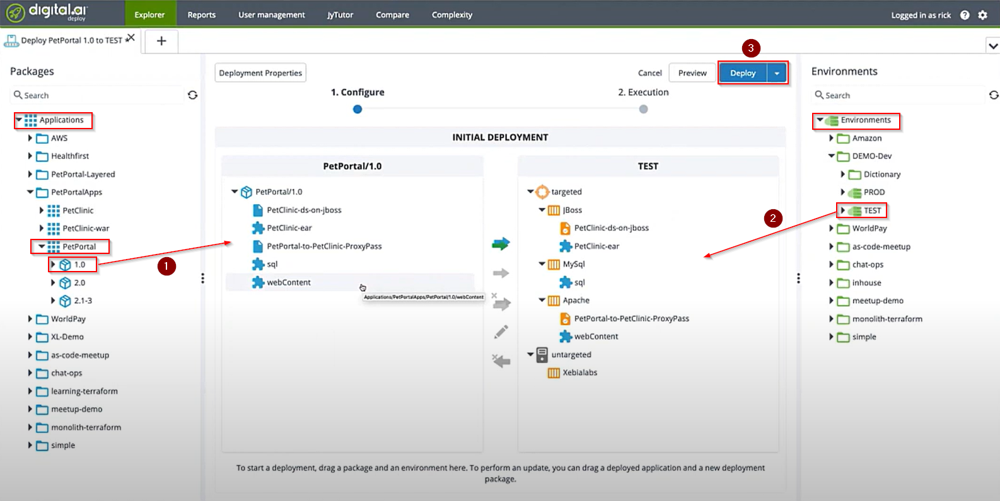 digital.ai
deploy
Explorer
Reports
User management
JyTutor
Compare
Complexity
Logged in as rick
?
Deploy PetPortal 1.0 to TEST
+
Packages
Search
Applications
AWS
Healthfirst
PetPortal-Layered
PetPortalApps
PetClinic
PetClinic-war
PetPortal
1.0
2.0
2.1-3
WorldPay
XL-Demo
as-code-meetup
chat-ops
learning-terraform
meetup-demo
monolith-terraform
simple
1
Deployment Properties
Cancel
Preview
Deploy
3
1. Configure
2. Execution
INITIAL DEPLOYMENT
PetPortal/1.0
PetPortal/1.0
PetClinic-ds-on-jboss
PetClinic-ear
PetPortal-to-PetClinic-ProxyPass
sql
webContent
Applications/PetPortalApps/PetPortal/1.0/webContent
TEST
targeted
JBoss
PetClinic-ds-on-jboss
PetClinic-ear
MySql
sql
Apache
PetPortal-to-PetClinic-ProxyPass
webContent
untargeted
Xebialabs
2
To start a deployment, drag a package and an environment here. To perform an update, you can drag a deployed application and a new deployment
package.
Environments
Search
Environments
Amazon
DEMO-Dev
Dictionary
PROD
TEST
WorldPay
as-code-meetup
chat-ops
inhouse
meetup-demo
monolith-terraform
simple